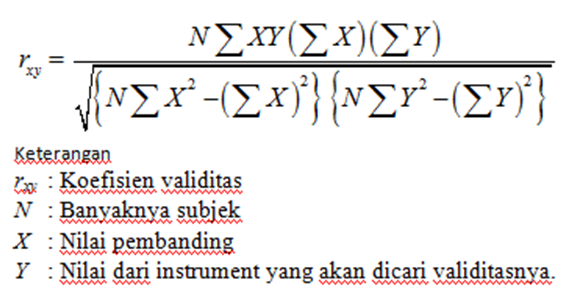 r_xy = N∑XY(∑X)(∑Y) / √{N∑X² −(∑X)²}{N∑Y² −(∑Y)²}
Keterangan
r_xy : Koefisien validitas
N : Banyaknya subjek
X : Nilai pembanding
Y : Nilai dari instrument yang akan dicari validitasnya.